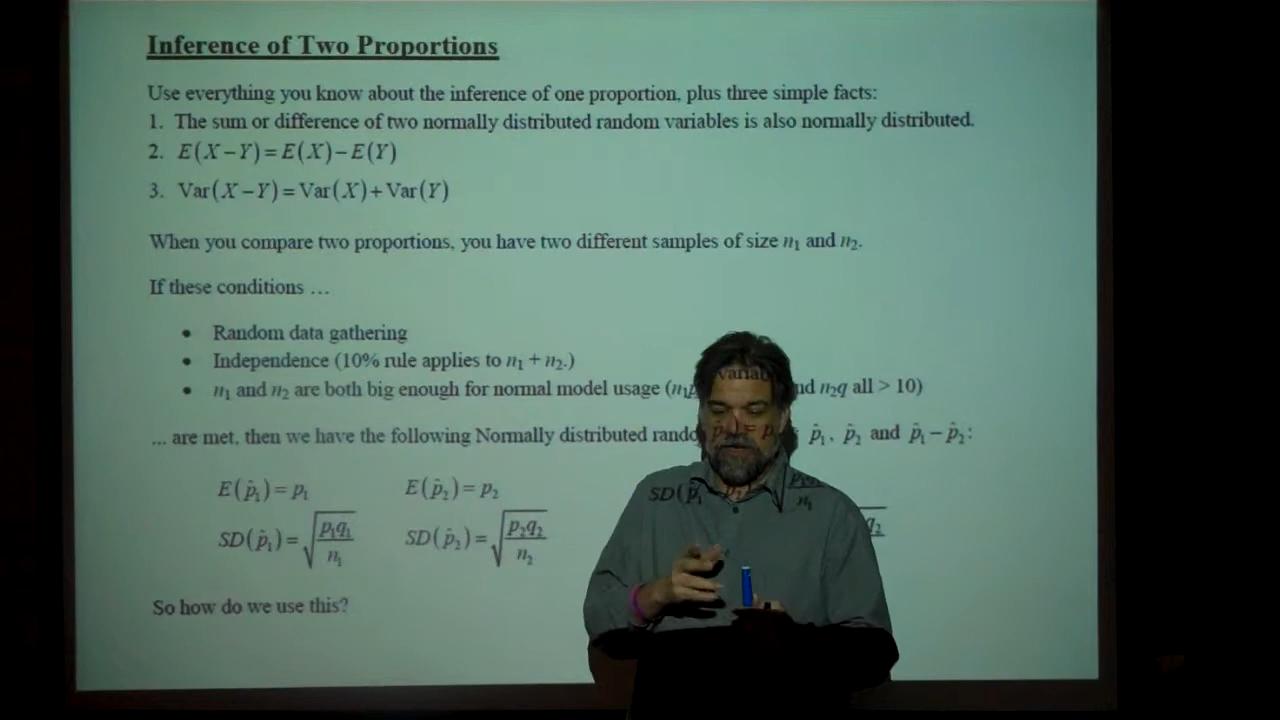 Inference of Two Proportions
Use everything you know about the inference of one proportion, plus three simple facts:
1. The sum or difference of two normally distributed random variables is also normally distributed.
2. E(X−Y)=E(X)−E(Y)
3. Var(X−Y)=Var(X)+Var(Y)
When you compare two proportions, you have two different samples of size n₁ and n₂.
If these conditions …
• Random data gathering
• Independence (10% rule applies to n₁ + n₂.)
• n₁ and n₂ are both big enough for normal model usage ( n₂q all > 10)
... are met, then we have the following Normally distributed variab p̂₁, p̂₂ and p̂₁−p̂₂:
E(p̂₁)=p₁ E(p̂₂)=p₂
SD(p̂₁)=√(p₁q₁/n₁) SD(p̂₂)=√(p₂q₂/n₂) SD(p̂₁
So how do we use this?